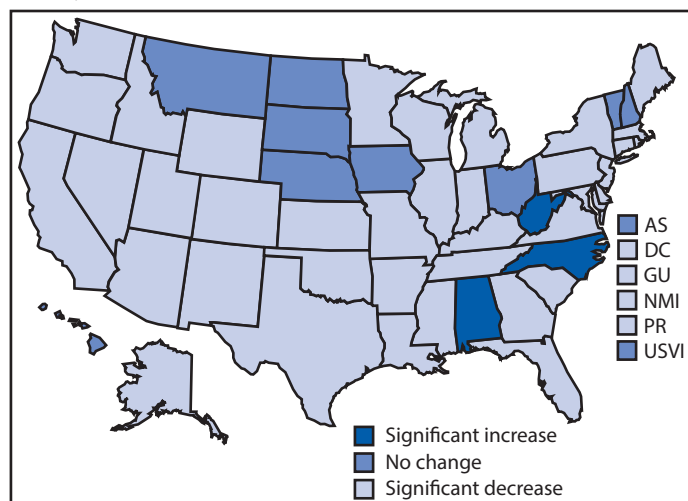 AS
DC
GU
NMI
PR
USVI
Significant increase
No change
Significant decrease